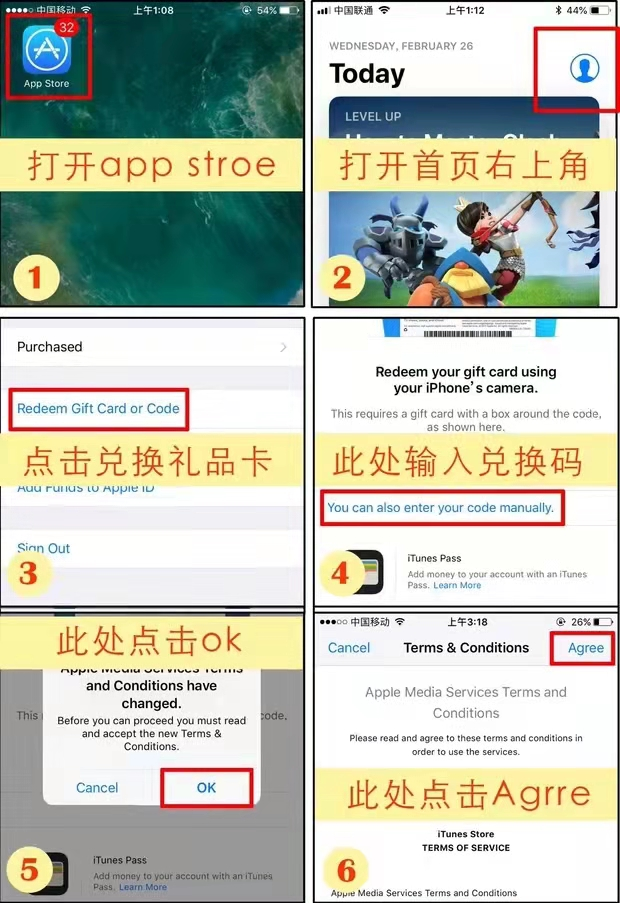 中国移动 上午1:08 54%
32
App Store
打开app stroe
1
中国联通 上午1:12 44%
WEDNESDAY, FEBRUARY 26
Today
LEVEL UP
打开首页右上角
2
Purchased
Redeem Gift Card or Code
点击兑换礼品卡
Add Funds to Apple ID
Sign Out
3
Redeem your gift card using
your iPhone's camera.
This requires a gift card with a box around the code,
as shown here.
此处输入兑换码
You can also enter your code manually.
iTunes Pass
Add money to your account with an iTunes
Pass. Learn More
4
此处点击ok
Apple Media Services Terms
and Conditions have
changed.
This
code.
Before you can proceed you must read
and accept the new Terms &
Conditions.
Cancel OK
iTunes Pass
Add money to your account with an iTunes
Pass. Learn More
5
中国移动 上午3:18 26%
Cancel Terms & Conditions Agree
Apple Media Services Terms and
Conditions
Please read and agree to these terms and conditions in
order to use the services.
此处点击Agrre
iTunes Store
TERMS OF SERVICE
6
Apple Media Services Terms and Conditions